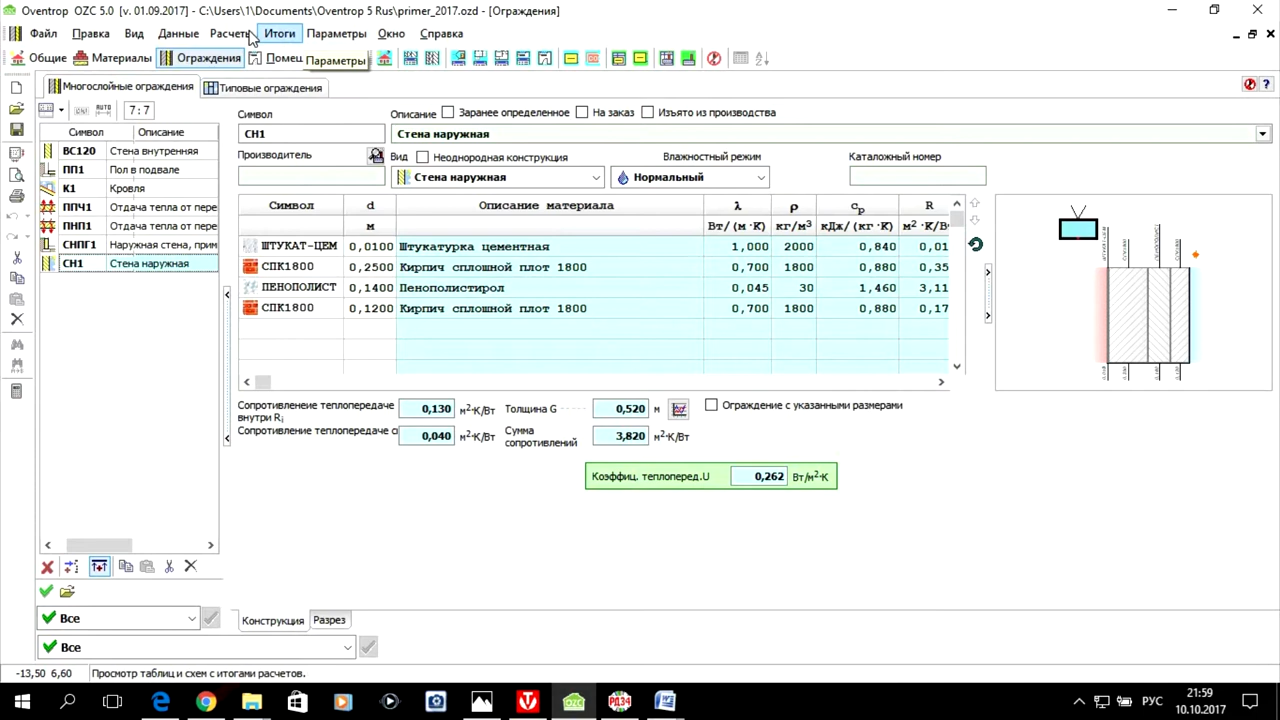 Oventrop OZC 5.0 [v. 01.09.2017] - C:\Users\1\Documents\Oventrop 5 Rus\primer_2017.ozd - [Ограждения]
Файл Правка Вид Данные Расчеты Итоги Параметры Окно Справка
Общие Материалы Ограждения Помещ Параметры
Многослойные ограждения Типовые ограждения
AUTO 7:7
Символ Описание
ВС120 Стена внутренняя
ПП1 Пол в подвале
К1 Кровля
ППЧ1 Отдача тепла от пере
ПНП1 Отдача тепла от пере
СНПГ1 Наружная стена, прим
СН1 Стена наружная
Символ Описание Заранее определенное На заказ Изъято из производства
СН1 Стена наружная
Производитель Вид Неоднородная конструкция Влажностный режим Каталожный номер
Стена наружная Нормальный
Символ d Описание материала λ ρ cp R
м Вт/(м·К) кг/м³ кДж/(кг·К) м²·К/В
ШТУКАТ-ЦЕМ 0,0100 Штукатурка цементная 1,000 2000 0,840 0,01
СПК1800 0,2500 Кирпич сплошной плот 1800 0,700 1800 0,880 0,35
ПЕНОПОЛИСТ 0,1400 Пенополистирол 0,045 30 1,460 3,11
СПК1800 0,1200 Кирпич сплошной плот 1800 0,700 1800 0,880 0,17
Сопротивлениеие теплопередаче внутри Ri 0,130 м²·К/Вт Толщина G 0,520 м Ограждение с указанными размерами
Сопротивление теплопередаче сн 0,040 м²·К/Вт Сумма сопротивлений 3,820 м²·К/Вт
Коэффиц. теплоперед.U 0,262 Вт/м²·К
Все
Конструкция Разрез
Все
-13,50 6,60 Просмотр таблиц и схем с итогами расчетов.
OZC РД34 РУС 21:59
10.10.2017